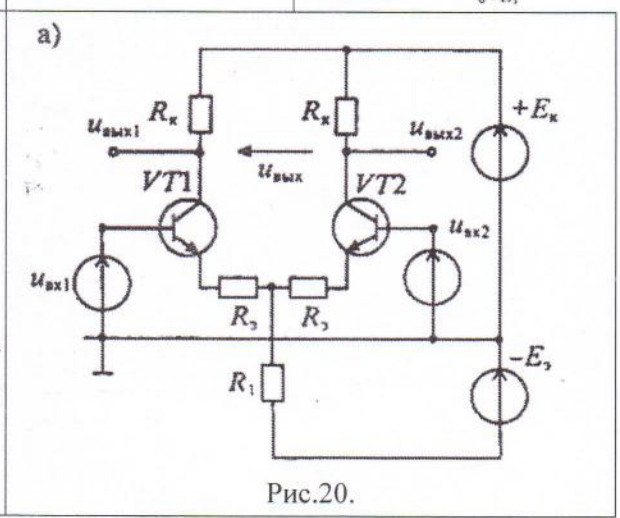 а)
Rк
Rк
+Eк
uвых1
uвых
uвых2
VT1
VT2
uвх1
uвх2
Rэ
Rэ
R1
−Eэ
Рис.20.